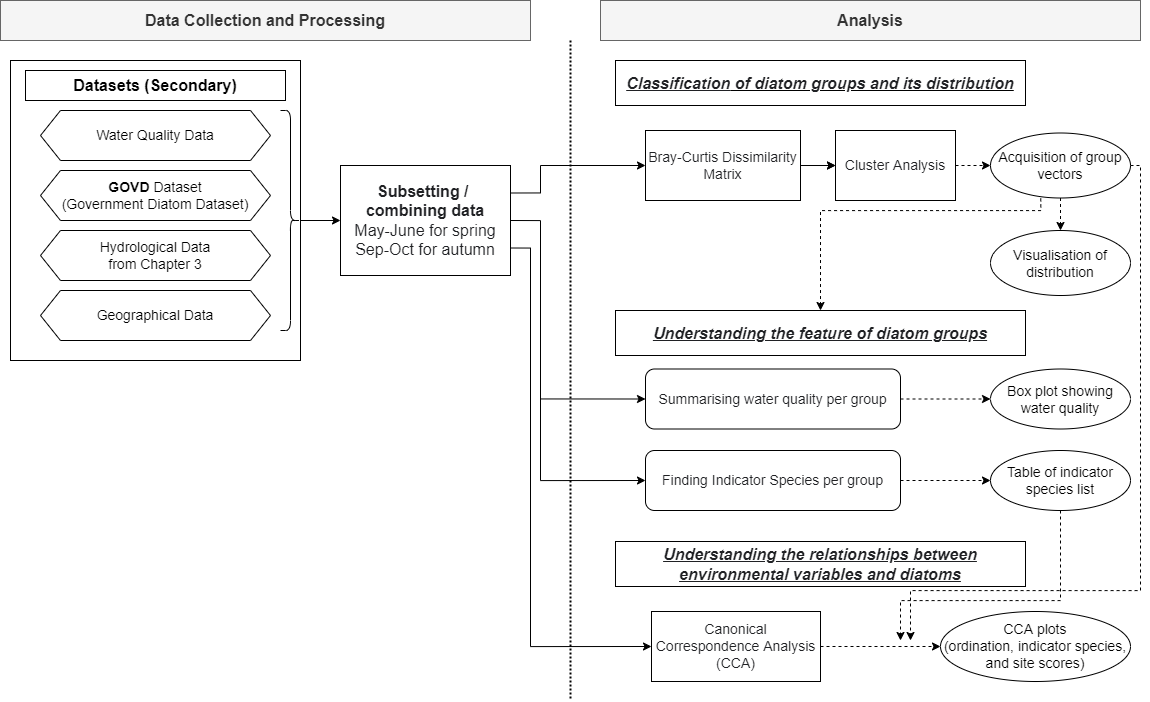 Data Collection and Processing
Analysis
Datasets (Secondary)
Water Quality Data
GOVD Dataset
(Government Diatom Dataset)
Hydrological Data
from Chapter 3
Geographical Data
Subsetting /
combining data
May-June for spring
Sep-Oct for autumn
Classification of diatom groups and its distribution
Bray-Curtis Dissimilarity
Matrix
Cluster Analysis
Acquisition of group
vectors
Visualisation of
distribution
Understanding the feature of diatom groups
Summarising water quality per group
Box plot showing
water quality
Finding Indicator Species per group
Table of indicator
species list
Understanding the relationships between
environmental variables and diatoms
Canonical
Correspondence Analysis
(CCA)
CCA plots
(ordination, indicator species,
and site scores)